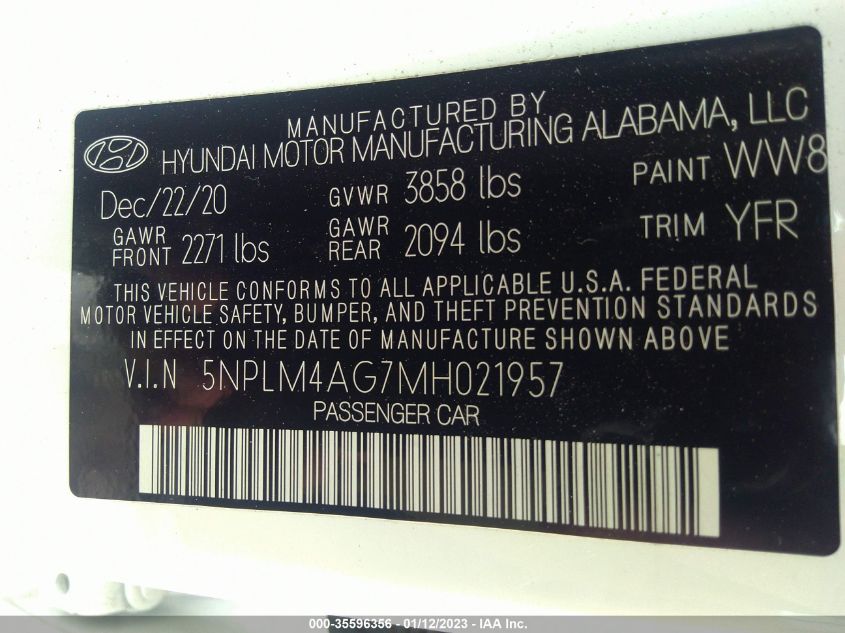 MANUFACTURED BY
HYUNDAI MOTOR MANUFACTURING ALABAMA, LLC
Dec/22/20 GVWR 3858 lbs PAINT WW8
GAWR FRONT 2271 lbs GAWR REAR 2094 lbs TRIM YFR
THIS VEHICLE CONFORMS TO ALL APPLICABLE U.S.A. FEDERAL
MOTOR VEHICLE SAFETY, BUMPER, AND THEFT PREVENTION STANDARDS
IN EFFECT ON THE DATE OF MANUFACTURE SHOWN ABOVE
V.I.N 5NPLM4AG7MH021957
PASSENGER CAR
000-35596356 - 01/12/2023 - IAA Inc.